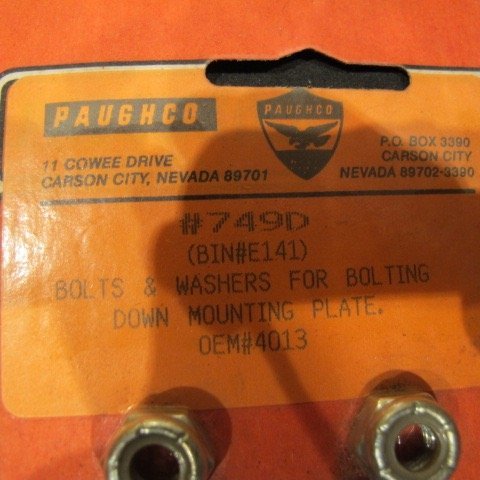 PAUGHCO
PAUGHCO
11 COWEE DRIVE
CARSON CITY, NEVADA 89701
P.O. BOX 3390
CARSON CITY
NEVADA 89702-3390
#749D
(BIN#E141)
BOLTS & WASHERS FOR BOLTING
DOWN MOUNTING PLATE.
OEM#4013